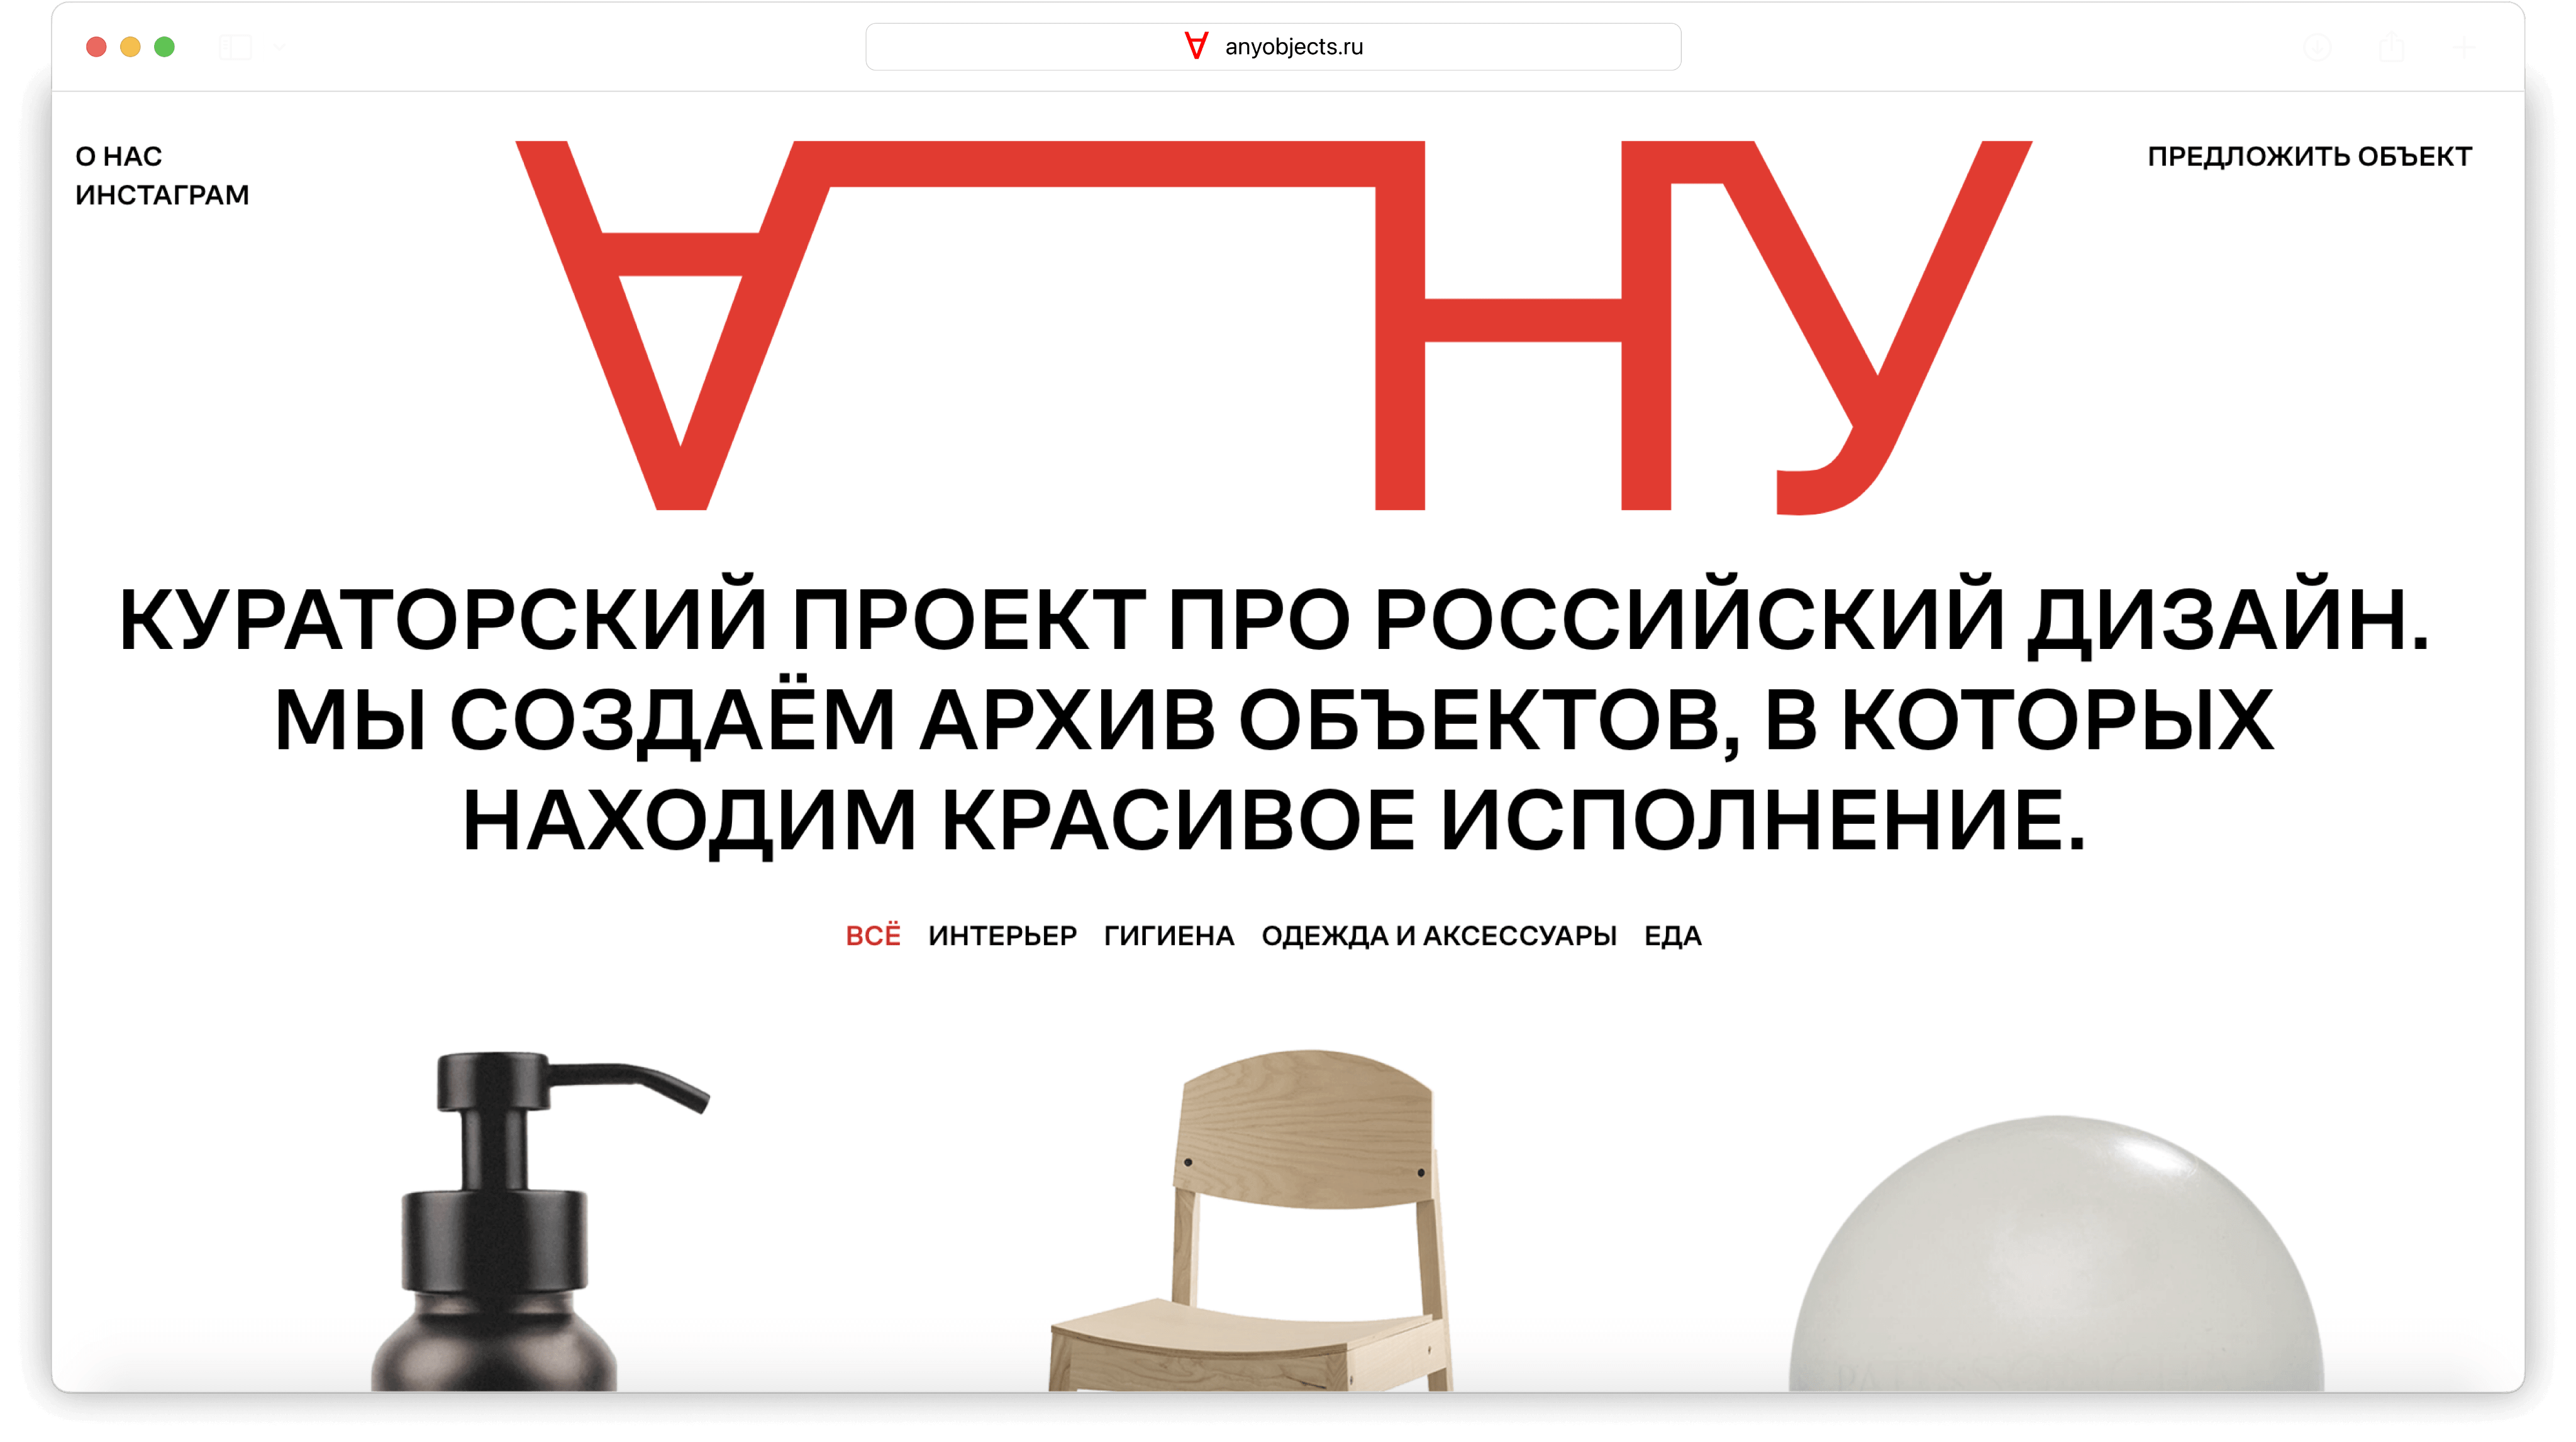 anyobjects.ru
О НАС
ИНСТАГРАМ
АНУ
ПРЕДЛОЖИТЬ ОБЪЕКТ
КУРАТОРСКИЙ ПРОЕКТ ПРО РОССИЙСКИЙ ДИЗАЙН.
МЫ СОЗДАЁМ АРХИВ ОБЪЕКТОВ, В КОТОРЫХ
НАХОДИМ КРАСИВОЕ ИСПОЛНЕНИЕ.
ВСЁ ИНТЕРЬЕР ГИГИЕНА ОДЕЖДА И АКСЕССУАРЫ ЕДА